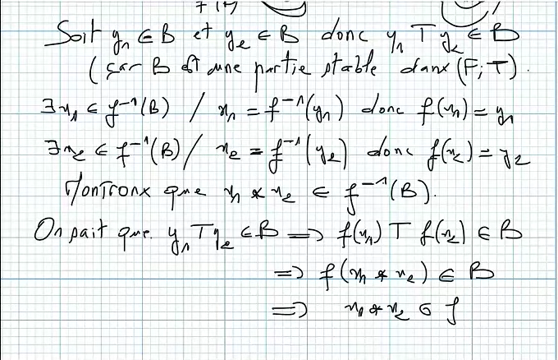 Soit y₁ ∈ B et y₂ ∈ B donc y₁ T y₂ ∈ B
(car B est une partie stable dans (F; T).
∃x₁ ∈ f⁻¹(B) / x₁ = f⁻¹(y₁) donc f(x₁) = y₁
∃x₂ ∈ f⁻¹(B) / x₂ = f⁻¹(y₂) donc f(x₂) = y₂
Montrons que x₁ * x₂ ∈ f⁻¹(B).
On sait que y₁ T y₂ ∈ B ⟹ f(x₁) T f(x₂) ∈ B
⟹ f(x₁ * x₂) ∈ B
⟹ x₁ * x₂ ∈ f